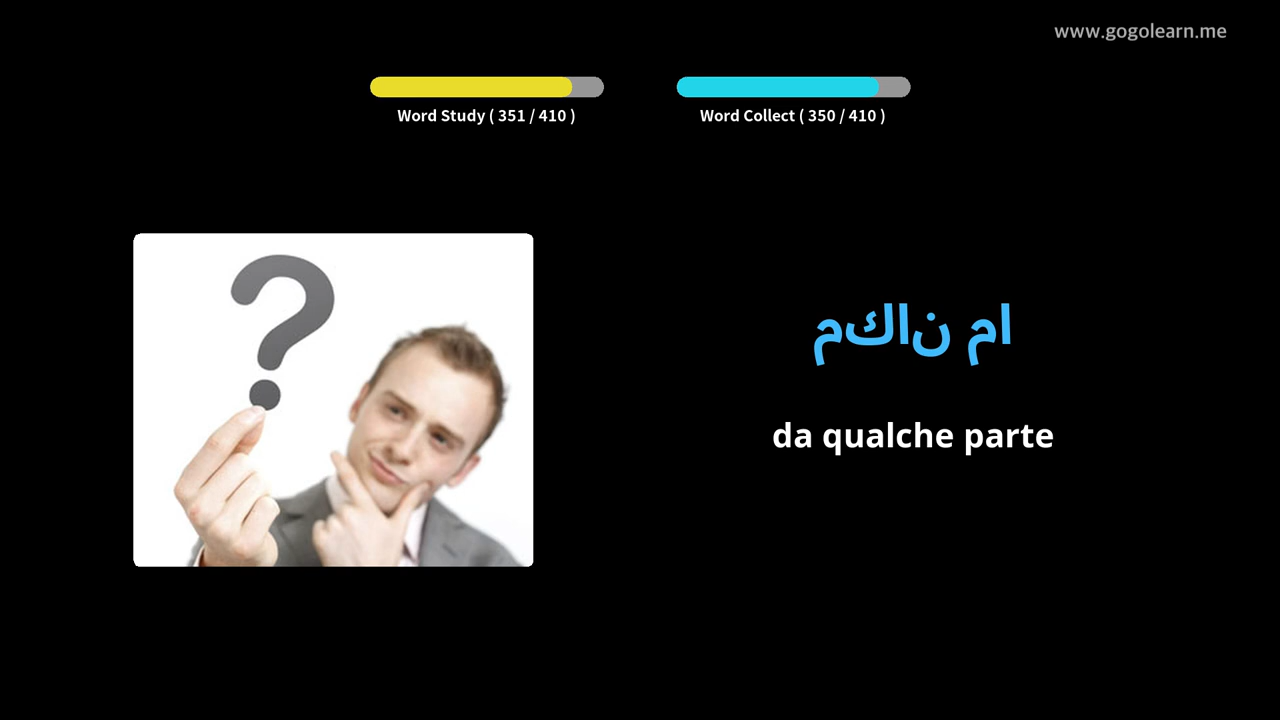 www.gogolearn.me
Word Study ( 351 / 410 )
Word Collect ( 350 / 410 )
مكان ما
da qualche parte